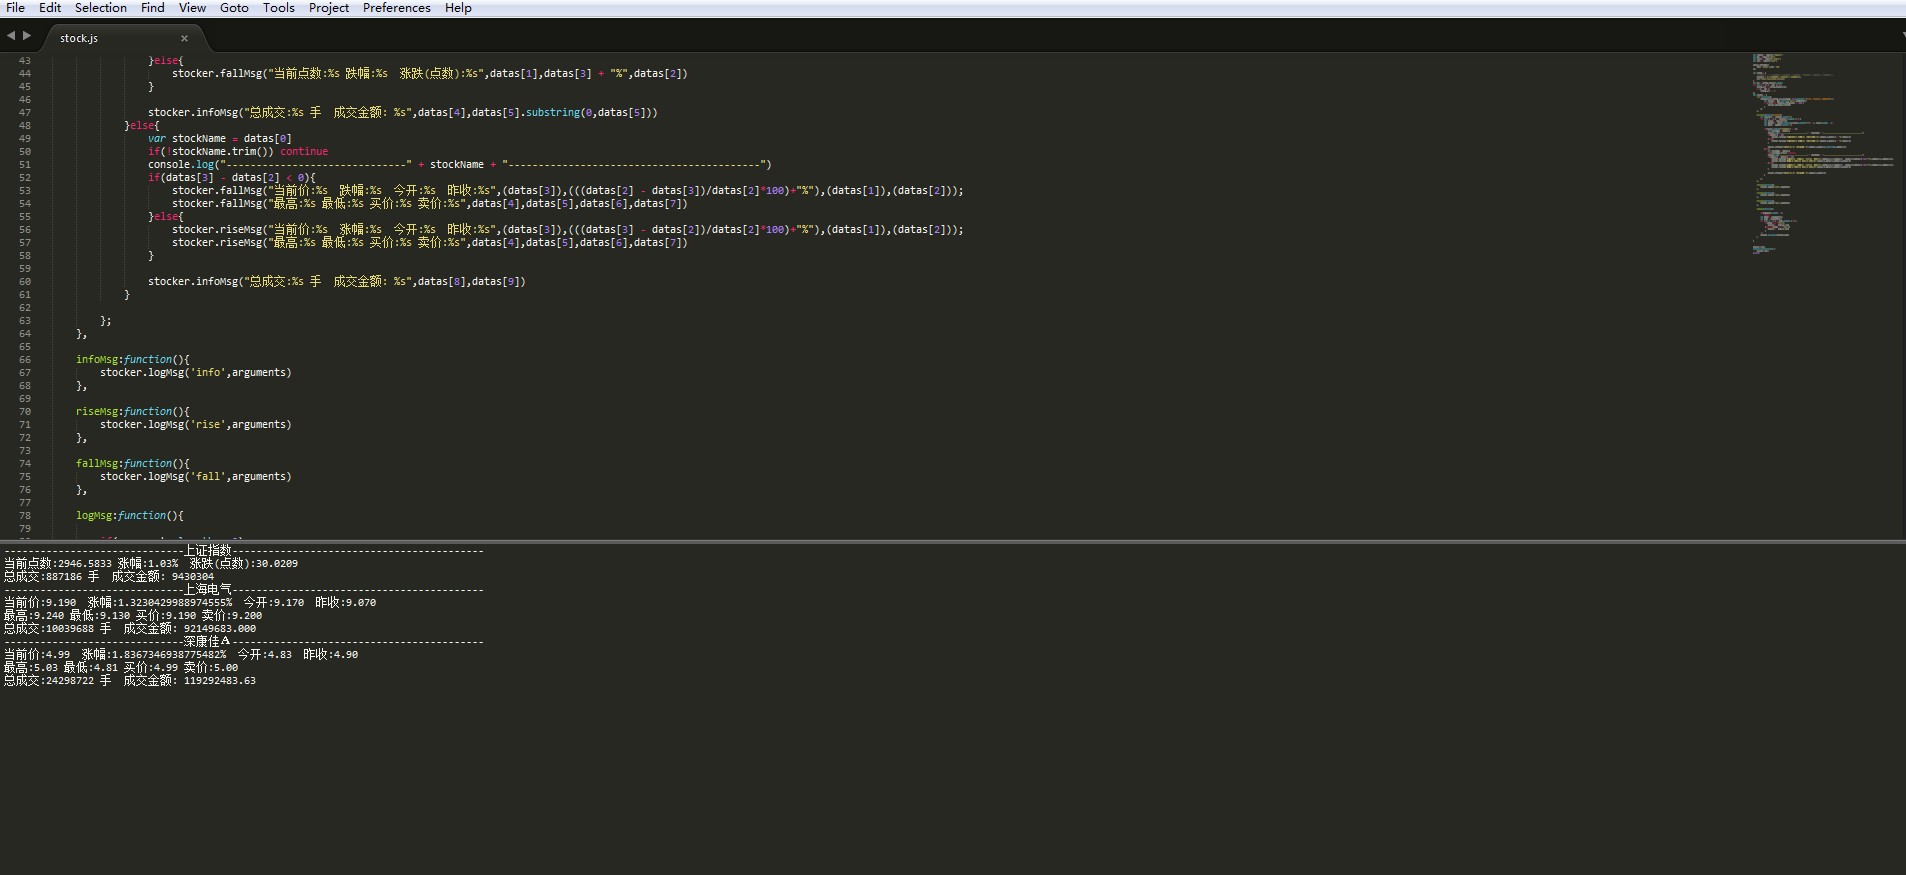 File Edit Selection Find View Goto Tools Project Preferences Help
stock.js ×
43 }else{
44 stocker.fallMsg("当前点数:%s 跌幅:%s  涨跌(点数):%s",datas[1],datas[3] + "%",datas[2])
45 }
46
47 stocker.infoMsg("总成交:%s 手  成交金额: %s",datas[4],datas[5].substring(0,datas[5]))
48 }else{
49 var stockName = datas[0]
50 if(!stockName.trim()) continue
51 console.log("------------------------------" + stockName + "------------------------------------------")
52 if(datas[3] - datas[2] < 0){
53 stocker.fallMsg("当前价:%s  跌幅:%s  今开:%s  昨收:%s",(datas[3]),(((datas[2] - datas[3])/datas[2]*100)+"%"),(datas[1]),(datas[2]));
54 stocker.fallMsg("最高:%s 最低:%s 买价:%s 卖价:%s",datas[4],datas[5],datas[6],datas[7])
55 }else{
56 stocker.riseMsg("当前价:%s  涨幅:%s  今开:%s  昨收:%s",(datas[3]),(((datas[3] - datas[2])/datas[2]*100)+"%"),(datas[1]),(datas[2]));
57 stocker.riseMsg("最高:%s 最低:%s 买价:%s 卖价:%s",datas[4],datas[5],datas[6],datas[7])
58 }
59
60 stocker.infoMsg("总成交:%s 手  成交金额: %s",datas[8],datas[9])
61 }
62
63 };
64 },
65
66 infoMsg:function(){
67 stocker.logMsg('info',arguments)
68 },
69
70 riseMsg:function(){
71 stocker.logMsg('rise',arguments)
72 },
73
74 fallMsg:function(){
75 stocker.logMsg('fall',arguments)
76 },
77
78 logMsg:function(){
79
------------------------------上证指数------------------------------------------
当前点数:2946.5833 涨幅:1.03%  涨跌(点数):30.0209
总成交:887186 手  成交金额: 9430304
------------------------------上海电气------------------------------------------
当前价:9.190  涨幅:1.3230429988974555%  今开:9.170  昨收:9.070
最高:9.240 最低:9.130 买价:9.190 卖价:9.200
总成交:10039688 手  成交金额: 92149683.000
------------------------------深康佳A------------------------------------------
当前价:4.99  涨幅:1.8367346938775482%  今开:4.83  昨收:4.90
最高:5.03 最低:4.81 买价:4.99 卖价:5.00
总成交:24298722 手  成交金额: 119292483.63